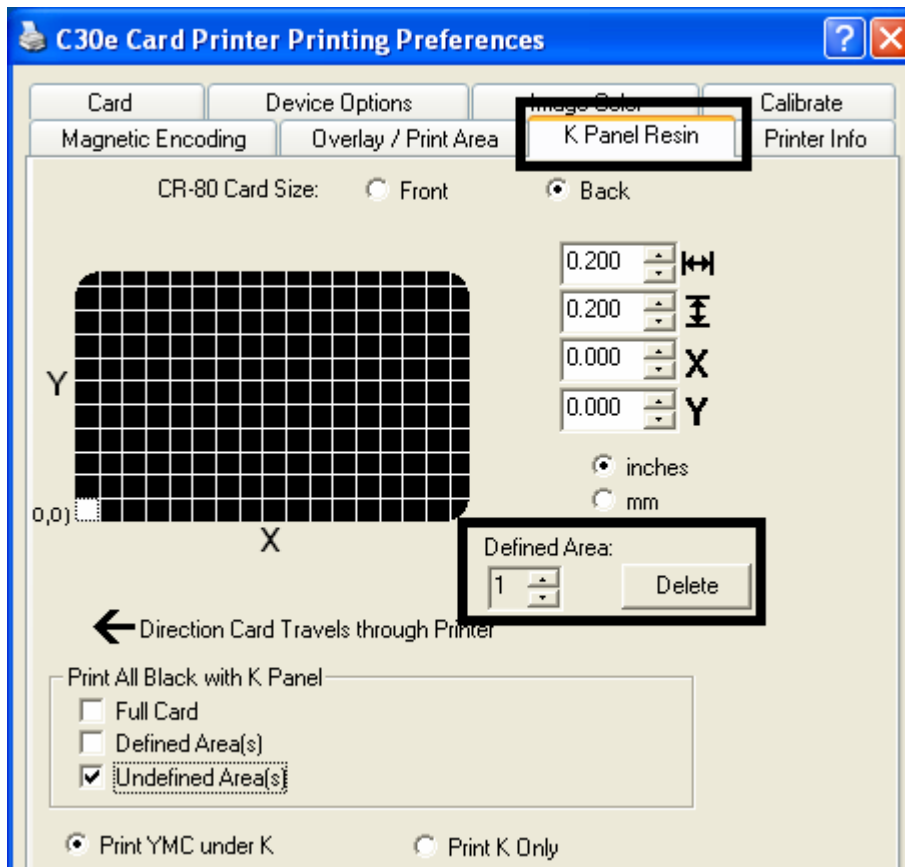 C30e Card Printer Printing Preferences
Card Device Options Image Color Calibrate
Magnetic Encoding Overlay / Print Area K Panel Resin Printer Info
CR-80 Card Size: Front Back
0.200
0.200
0.000 X
0.000 Y
Y
inches
mm
0,0)
X
Defined Area:
1 Delete
Direction Card Travels through Printer
Print All Black with K Panel
Full Card
Defined Area(s)
Undefined Area(s)
Print YMC under K Print K Only